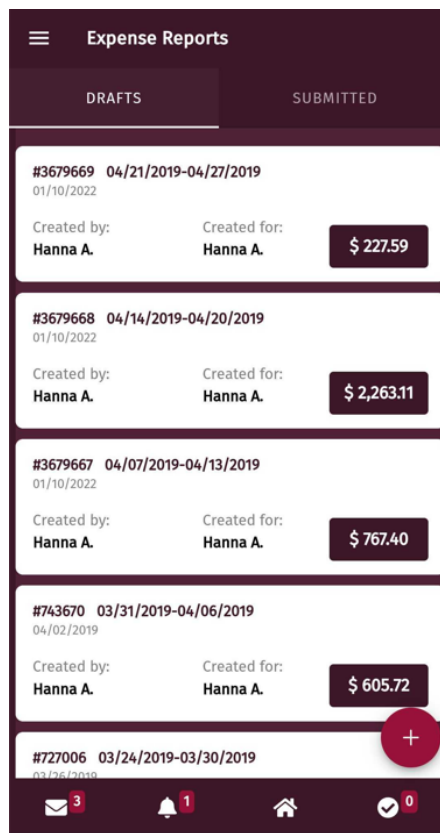 Expense Reports
DRAFTS SUBMITTED
#3679669 04/21/2019-04/27/2019
01/10/2022
Created by: Created for:
Hanna A. Hanna A. $ 227.59
#3679668 04/14/2019-04/20/2019
01/10/2022
Created by: Created for:
Hanna A. Hanna A. $ 2,263.11
#3679667 04/07/2019-04/13/2019
01/10/2022
Created by: Created for:
Hanna A. Hanna A. $ 767.40
#743670 03/31/2019-04/06/2019
04/02/2019
Created by: Created for:
Hanna A. Hanna A. $ 605.72
+
#727006 03/24/2019-03/30/2019
03/26/2019
3 1 0